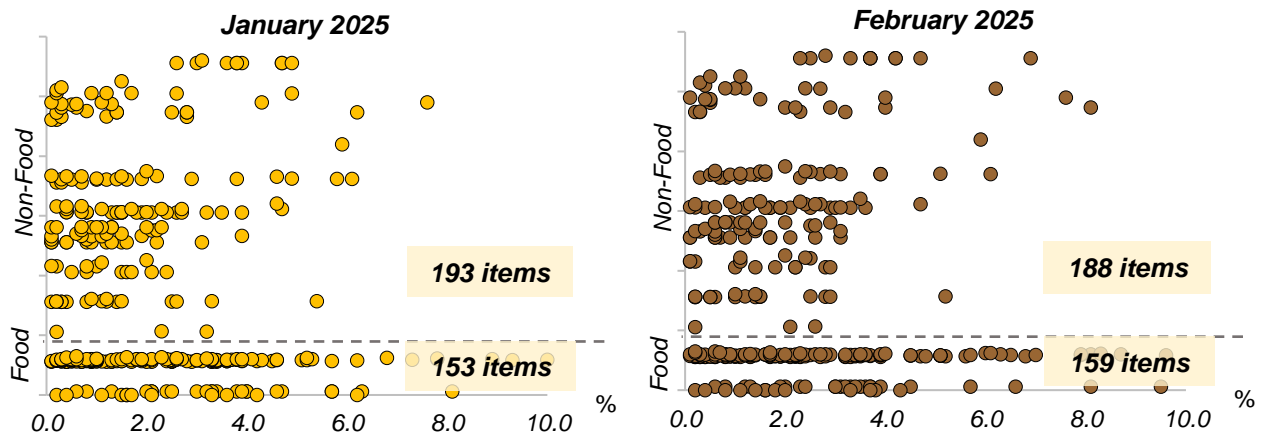 January 2025
Non-Food
Food
193 items
153 items
0.0 2.0 4.0 6.0 8.0 10.0 %
February 2025
Non-Food
Food
188 items
159 items
0.0 2.0 4.0 6.0 8.0 10.0 %